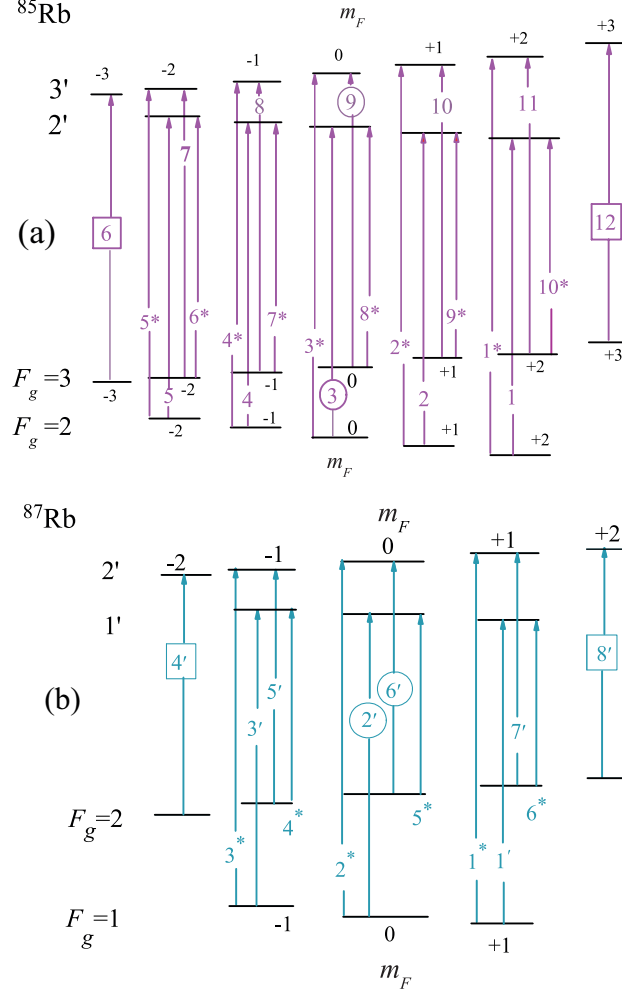 ⁸⁵Rb
m_F
-3 -2 -1 0 +1 +2 +3
3'
2'
8 9 10 11
7
(a)
6 12
5* 6* 4* 7* 3* 8* 2* 9* 1* 10*
F_g=3
-3 -2 -1 0 +1 +2 +3
5 4 3 2 1
F_g=2
-2 -1 0 +1 +2
m_F
⁸⁷Rb
m_F
-2 -1 0 +1 +2
2'
1'
4' 8'
(b)
3' 5' 2' 6' 7'
F_g=2
4* 5* 6*
3* 2* 1* 1'
F_g=1
-1 0 +1
m_F